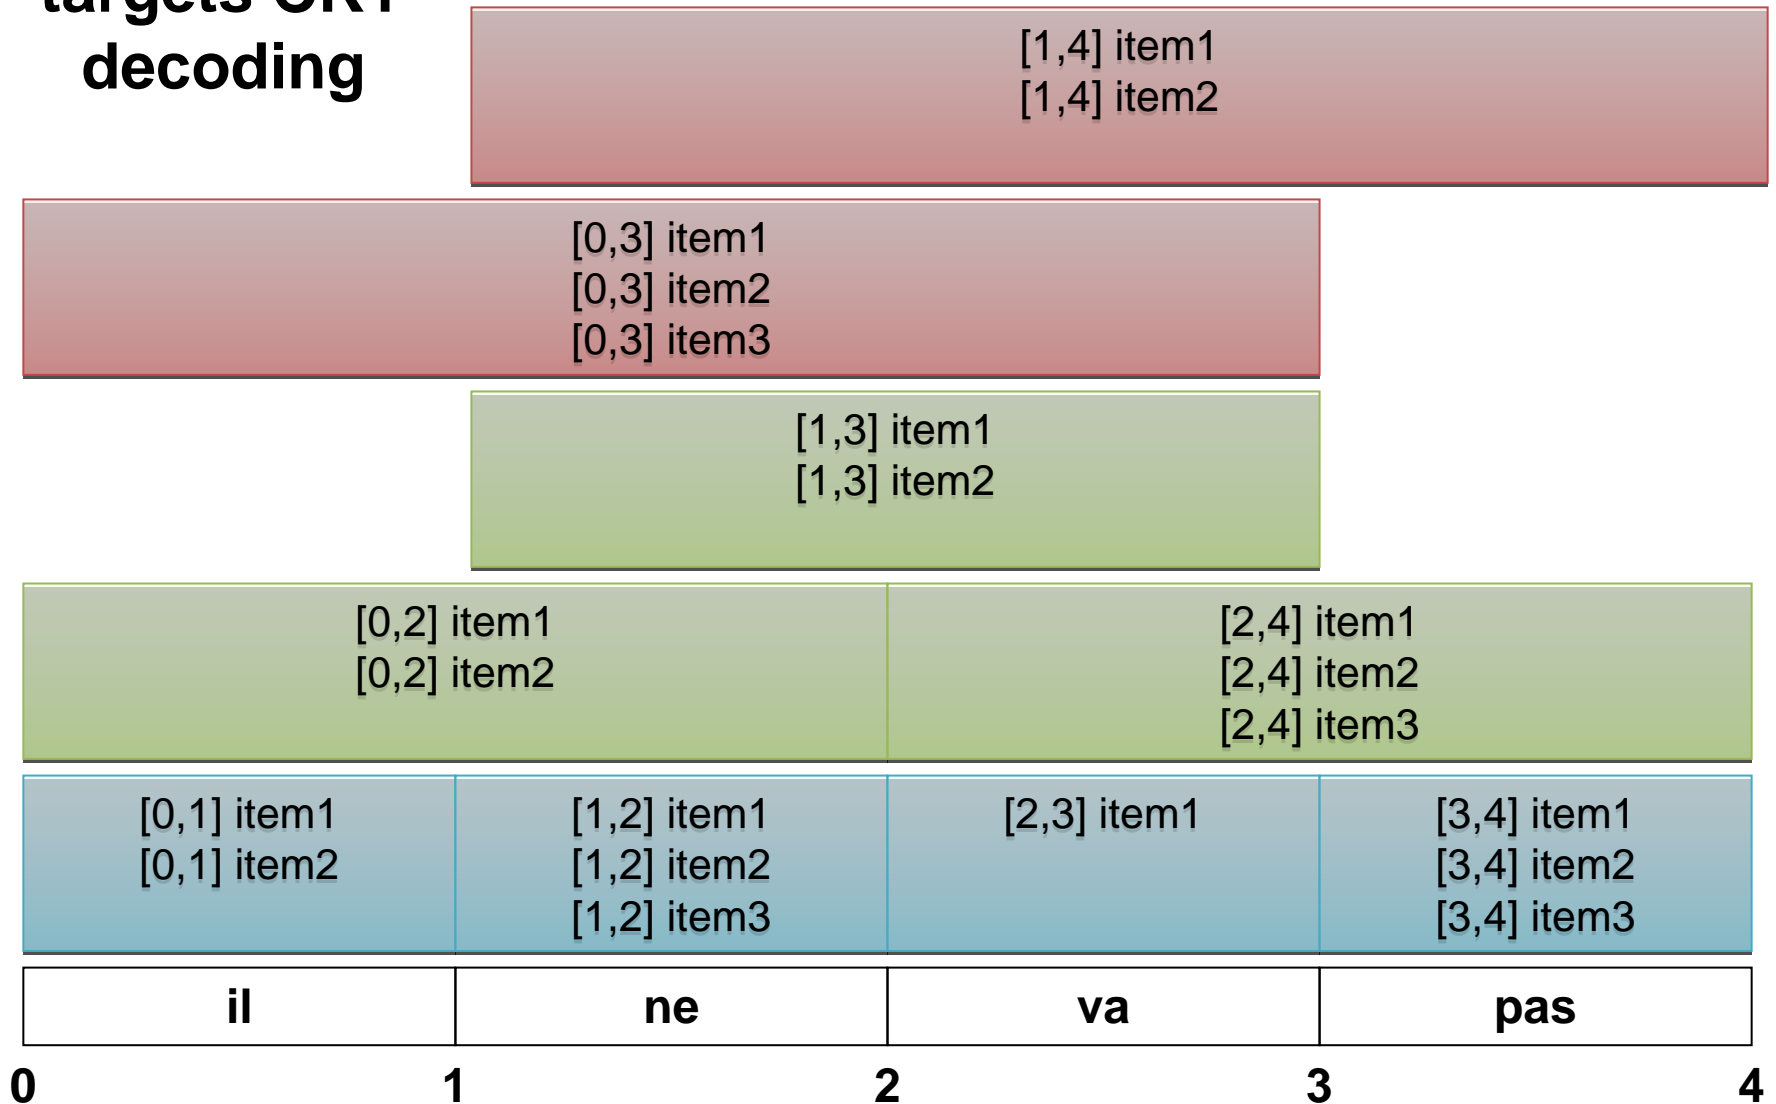 decoding
[1,4] item1
[1,4] item2
[0,3] item1
[0,3] item2
[0,3] item3
[1,3] item1
[1,3] item2
[0,2] item1
[0,2] item2
[2,4] item1
[2,4] item2
[2,4] item3
[0,1] item1
[0,1] item2
[1,2] item1
[1,2] item2
[1,2] item3
[2,3] item1
[3,4] item1
[3,4] item2
[3,4] item3
il ne va pas
0 1 2 3 4